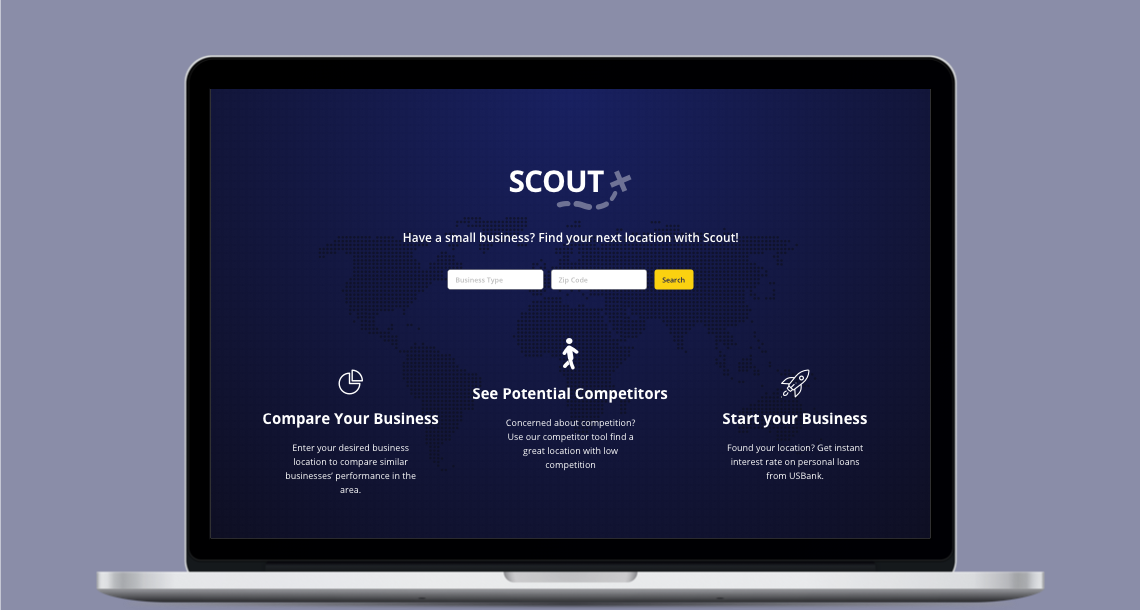 SCOUT
Have a small business? Find your next location with Scout!
Business Type
Zip Code
Search
Compare Your Business
Enter your desired business
location to compare similar
businesses’ performance in the
area.
See Potential Competitors
Concerned about competition?
Use our competitor tool find a
great location with low
competition
Start your Business
Found your location? Get instant
interest rate on personal loans
from USBank.